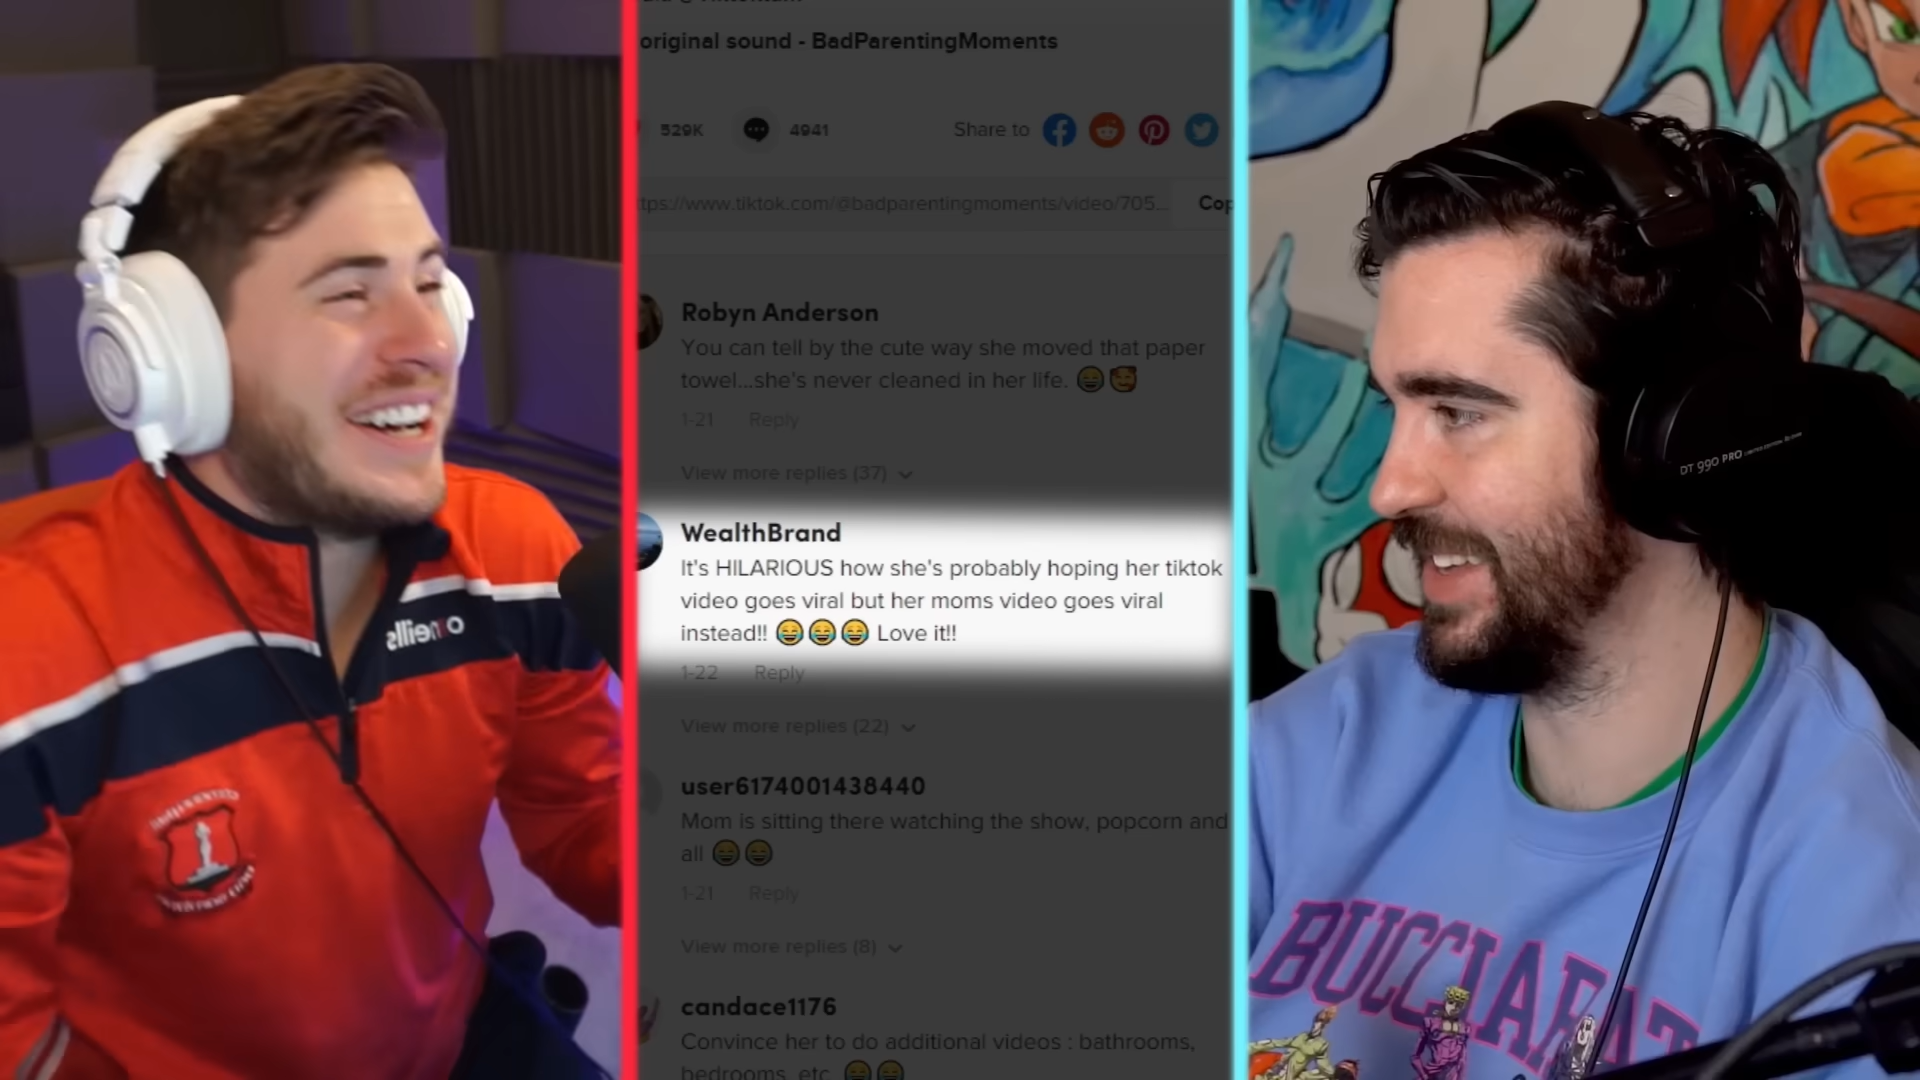 original sound - BadParentingMoments
529K
4941
Share to
tps://www.tiktok.com/@badparentingmoments/video/705...
Cop
Robyn Anderson
You can tell by the cute way she moved that paper
towel...she's never cleaned in her life. 😂🥰
1-21 Reply
View more replies (37)
WealthBrand
It's HILARIOUS how she's probably hoping her tiktok
video goes viral but her moms video goes viral
instead!! 😂😂😂 Love it!!
1-22 Reply
View more replies (22)
user6174001438440
Mom is sitting there watching the show, popcorn and
all 😂😂
1-21 Reply
View more replies (8)
candace1176
Convince her to do additional videos : bathrooms,
bedrooms, etc. 😂😂
o'neills
DT 990 PRO
BUCCIARAT